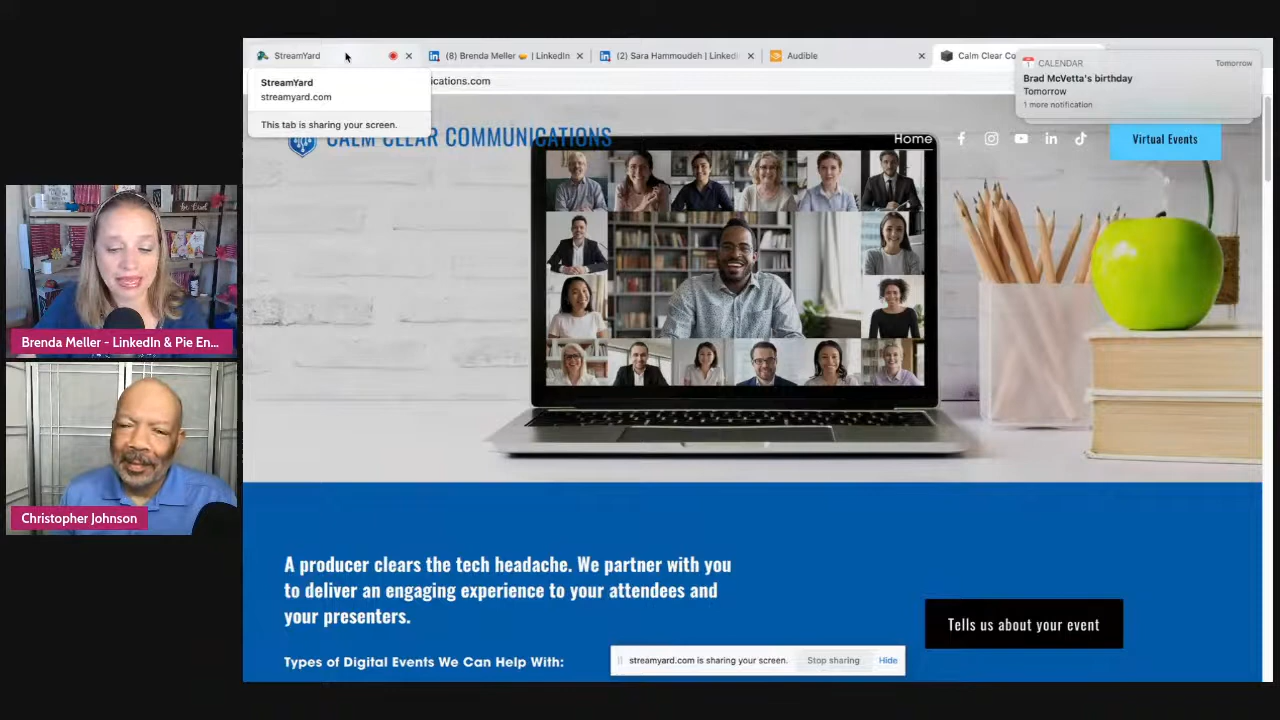 StreamYard
(8) Brenda Meller 🥧 | LinkedIn
(2) Sara Hammoudeh | LinkedI
Audible
Calm Clear Co
StreamYard
streamyard.com
This tab is sharing your screen.
ications.com
CALENDAR
Tomorrow
Brad McVetta's birthday
Tomorrow
1 more notification
CALM CLEAR COMMUNICATIONS
Home
Virtual Events
Brenda Meller - LinkedIn & Pie En...
Christopher Johnson
A producer clears the tech headache. We partner with you
to deliver an engaging experience to your attendees and
your presenters.
Tells us about your event
Types of Digital Events We Can Help With:
streamyard.com is sharing your screen.
Stop sharing
Hide